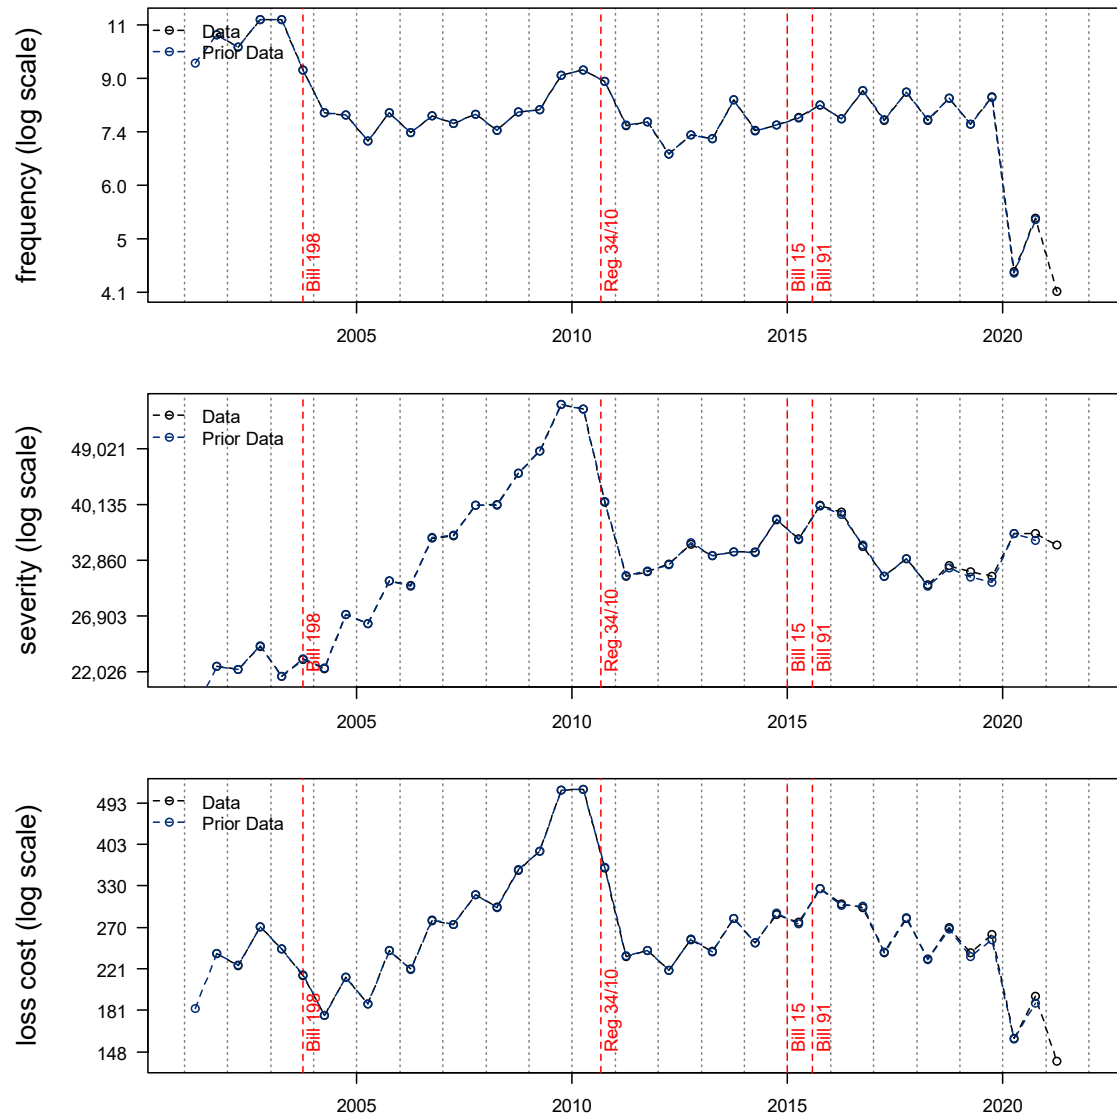 frequency (log scale)
11
9.0
7.4
6.0
5
4.1
Data
Prior Data
Bill 198
Reg 34/10
Bill 15
Bill 91
2005
2010
2015
2020
severity (log scale)
49,021
40,135
32,860
26,903
22,026
Data
Prior Data
Bill 198
Reg 34/10
Bill 15
Bill 91
2005
2010
2015
2020
loss cost (log scale)
493
403
330
270
221
181
148
Data
Prior Data
Bill 198
Reg 34/10
Bill 15
Bill 91
2005
2010
2015
2020